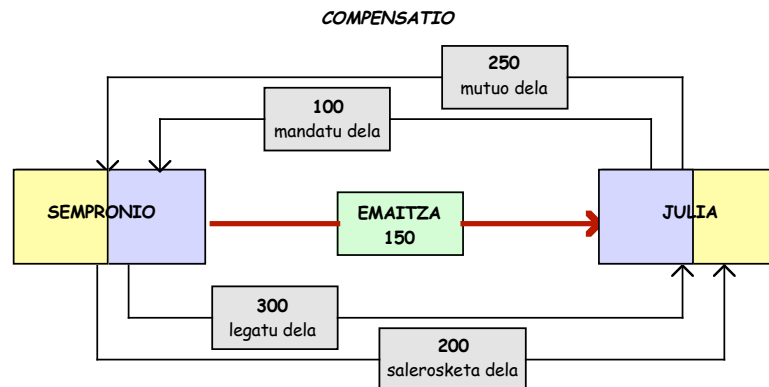 COMPENSATIO
250
mutuo dela
100
mandatu dela
SEMPRONIO
EMAITZA
150
JULIA
300
legatu dela
200
salerosketa dela